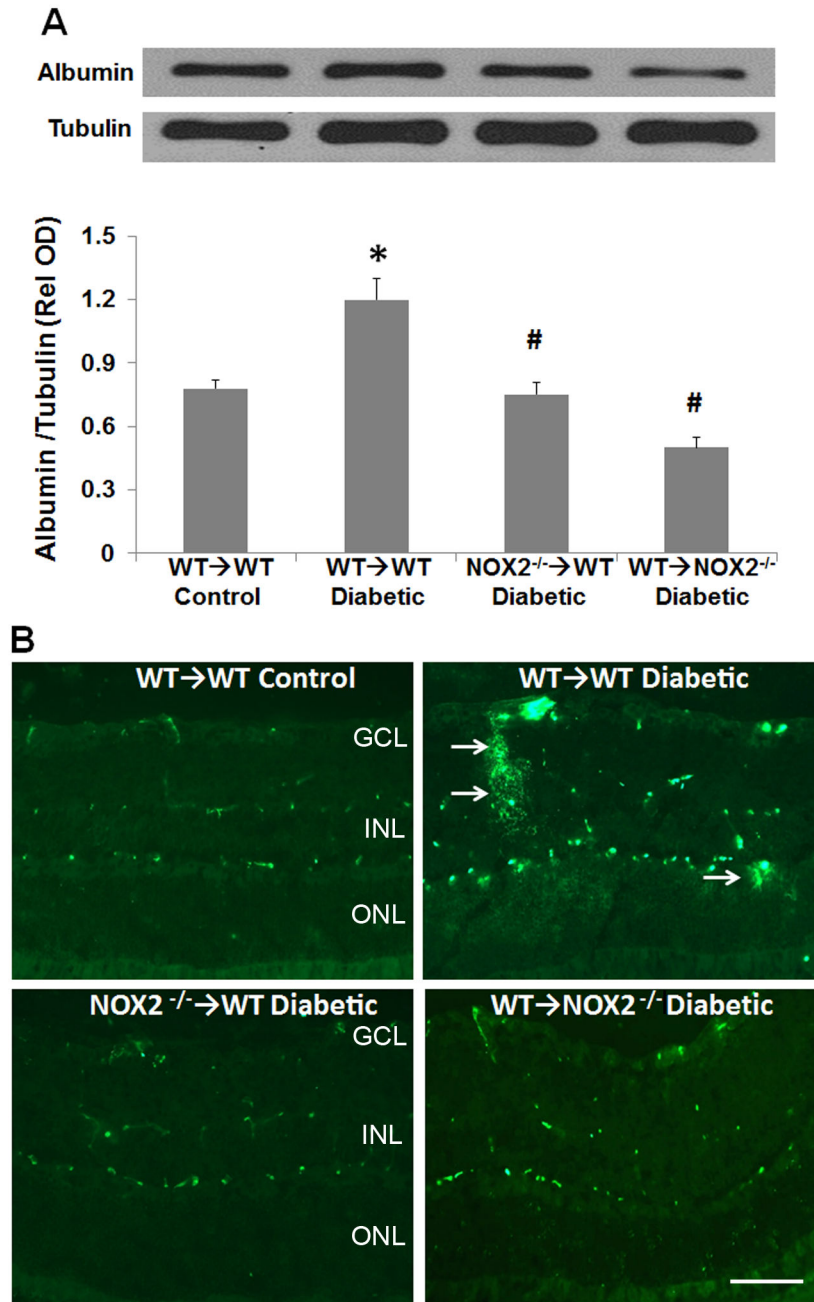 A
Albumin
Tubulin
Albumin /Tubulin (Rel OD)
1.5
1.2
0.9
0.6
0.3
0
*
#
#
WT→WT
Control
WT→WT
Diabetic
NOX2-/-→WT
Diabetic
WT→NOX2-/-
Diabetic
B
WT→WT Control
GCL
INL
ONL
WT→WT Diabetic
NOX2 -/-→WT Diabetic
GCL
INL
ONL
WT→NOX2-/- Diabetic